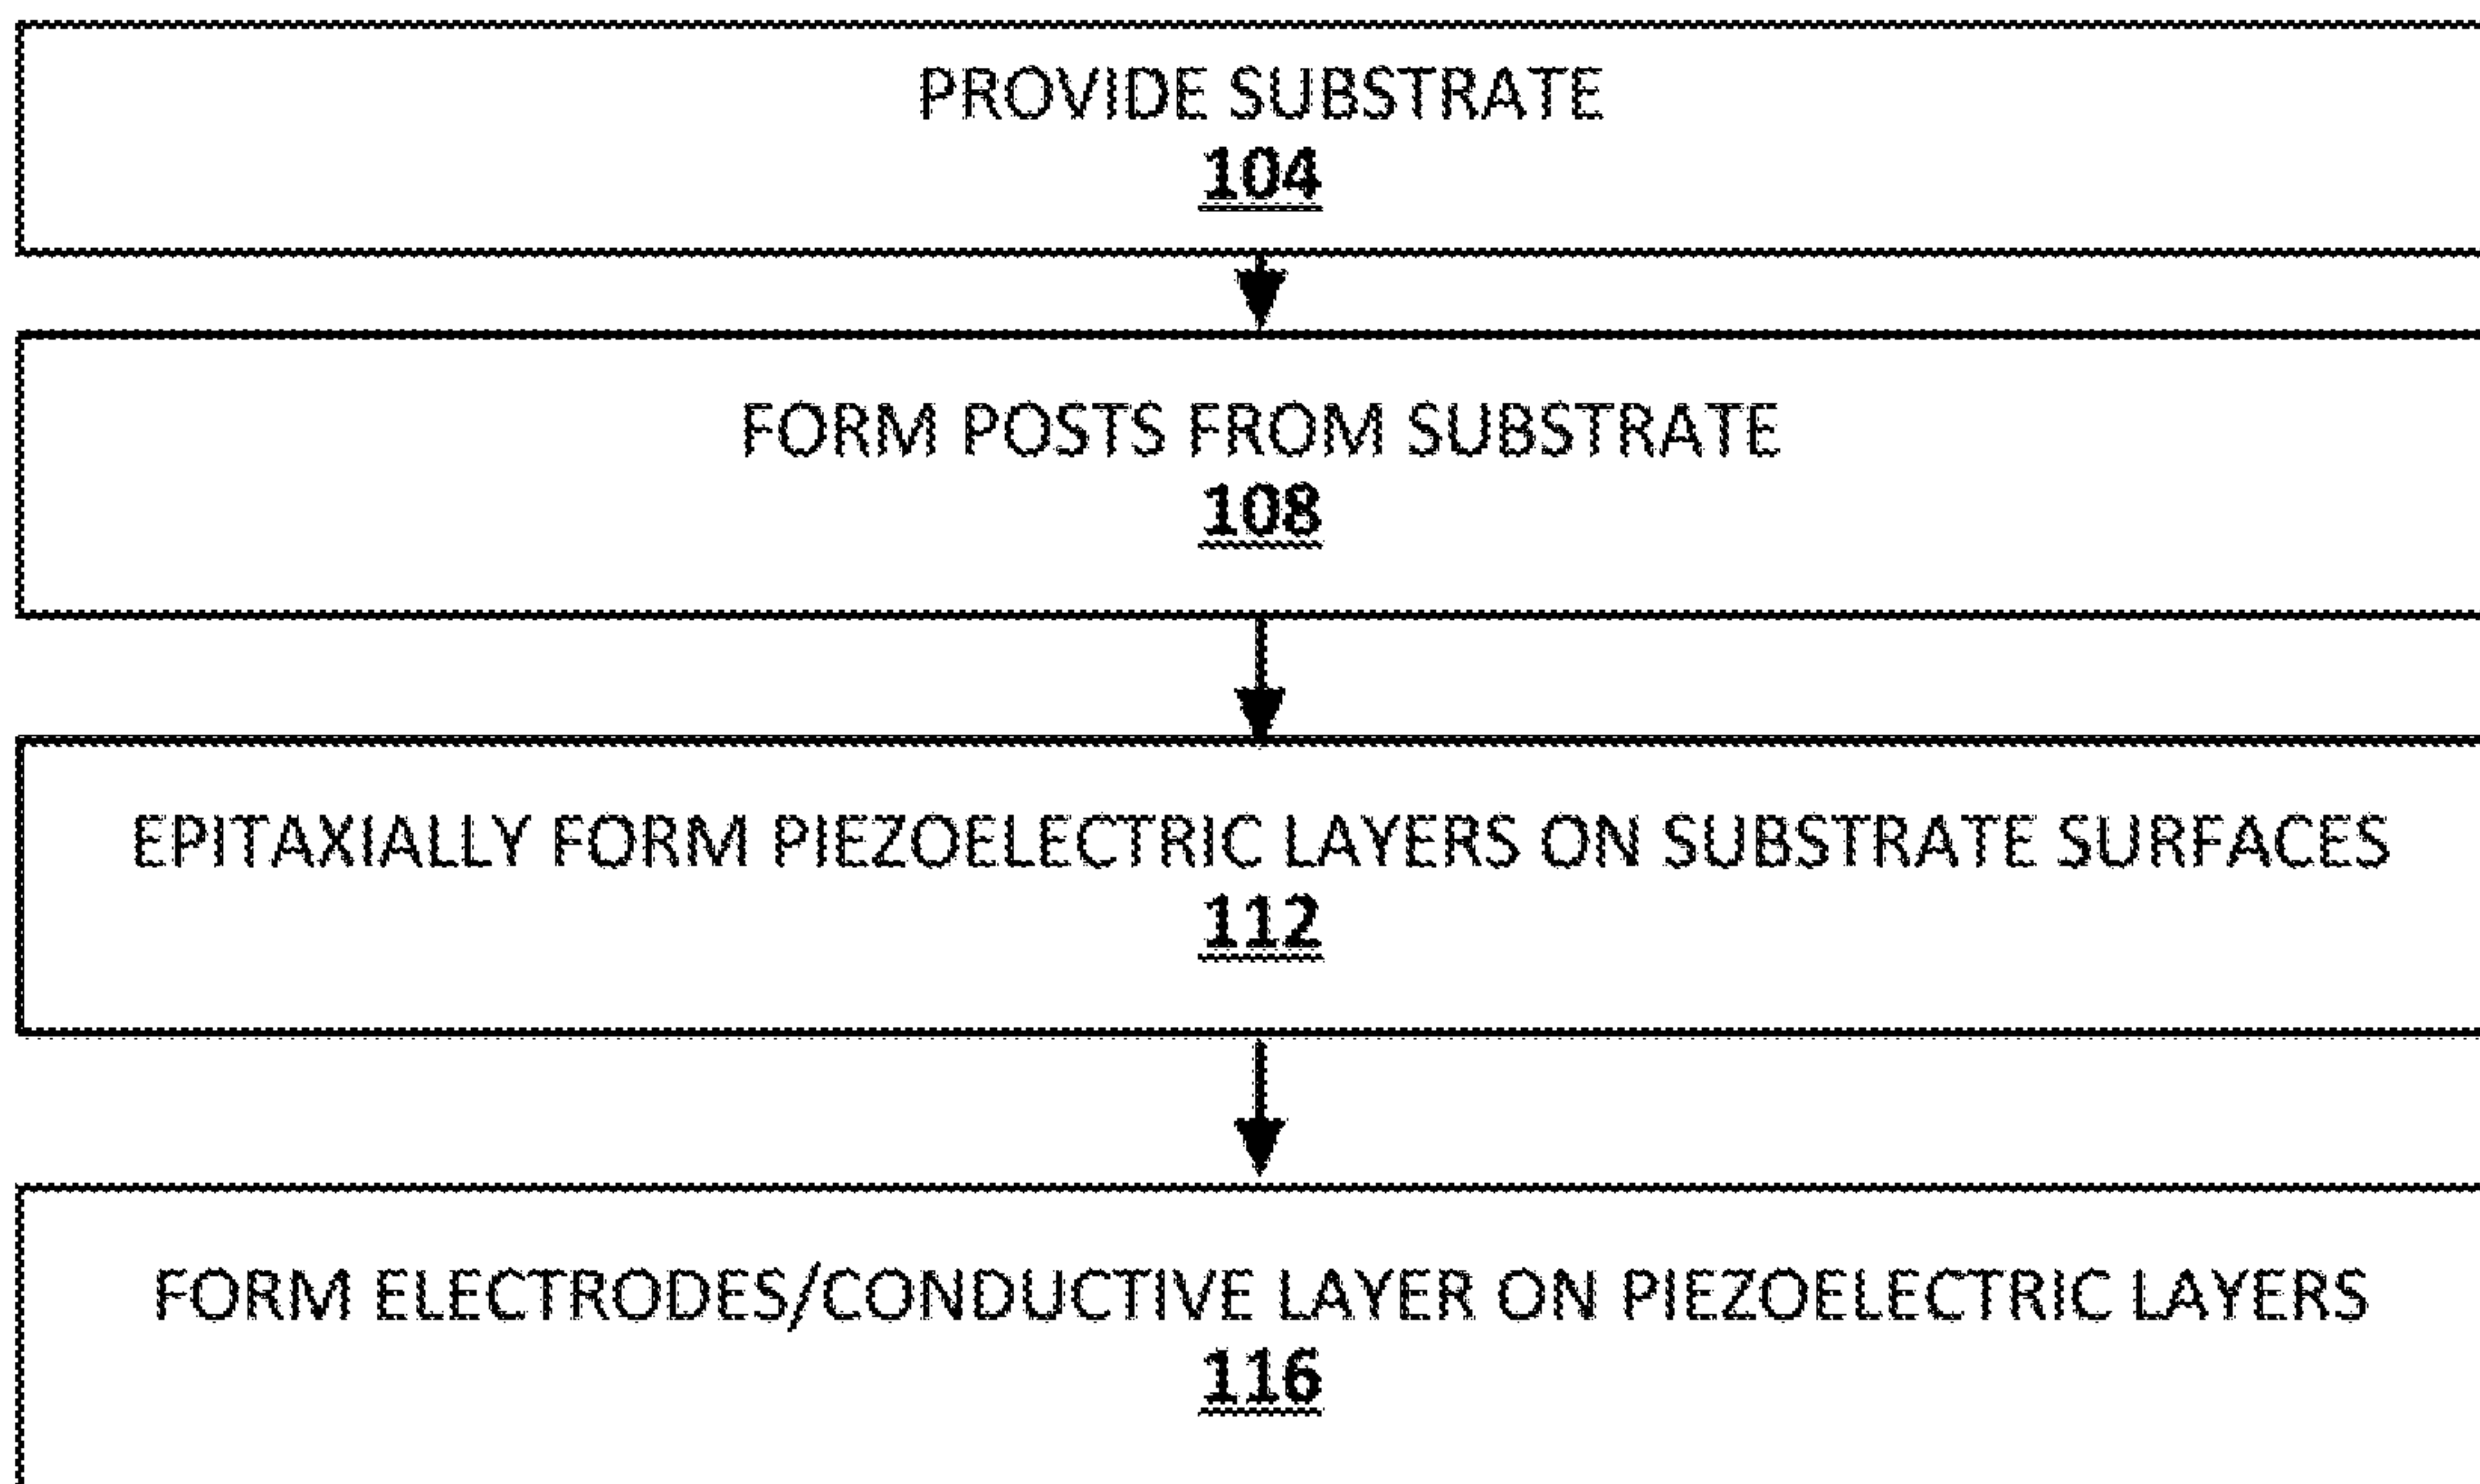 PROVIDE SUBSTRATE
104
FORM POSTS FROM SUBSTRATE
108
EPITAXIALLY FORM PIEZOELECTRIC LAYERS ON SUBSTRATE SURFACES
112
FORM ELECTRODES/CONDUCTIVE LAYER ON PIEZOELECTRIC LAYERS
116